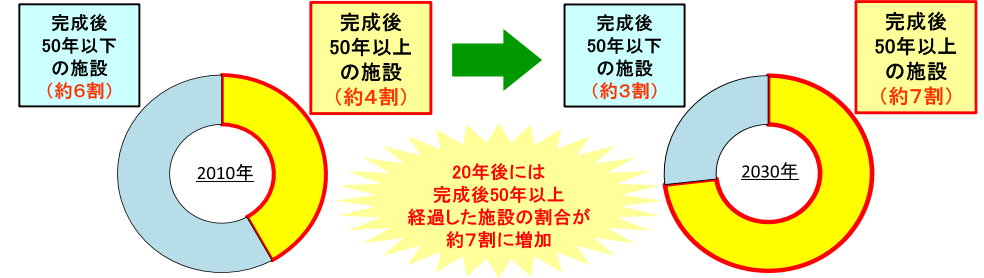 完成後
50年以下
の施設
（約６割）
完成後
50年以上
の施設
（約４割）
2010年
完成後
50年以下
の施設
（約３割）
完成後
50年以上
の施設
（約７割）
2030年
20年後には
完成後50年以上
経過した施設の割合が
約７割に増加